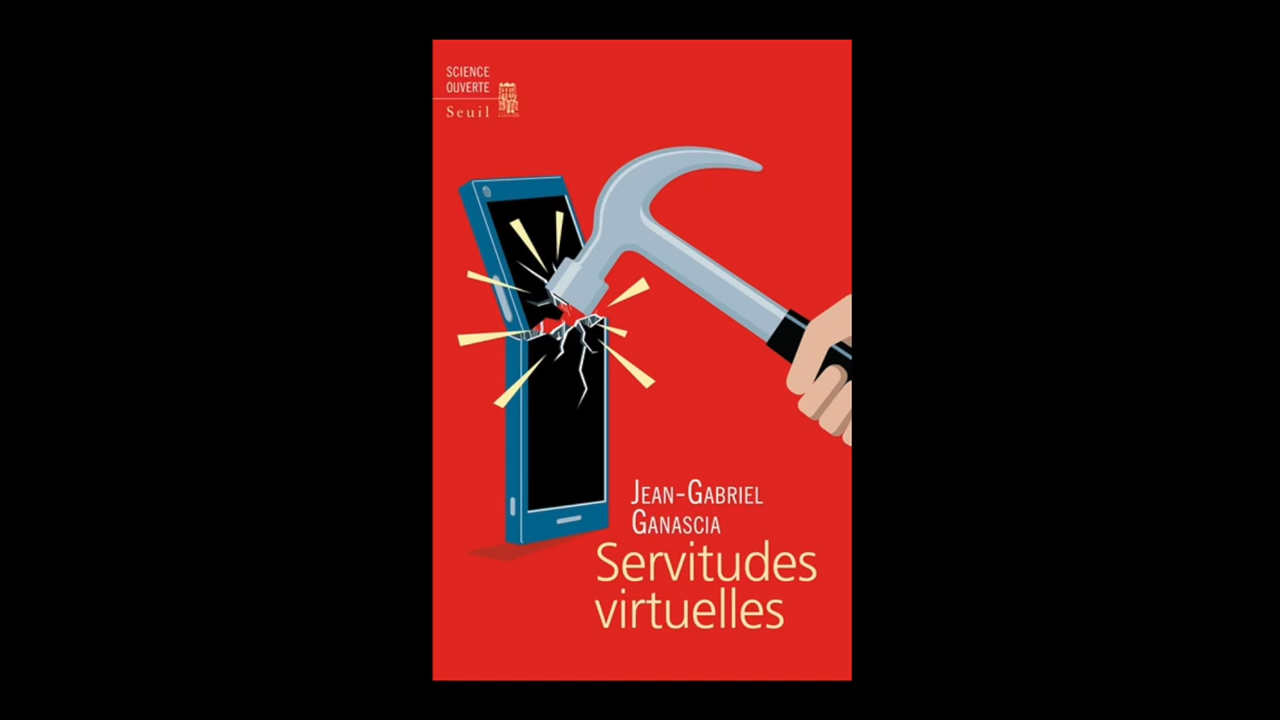 SCIENCE
OUVERTE
Seuil
JEAN-GABRIEL
GANASCIA
Servitudes
virtuelles